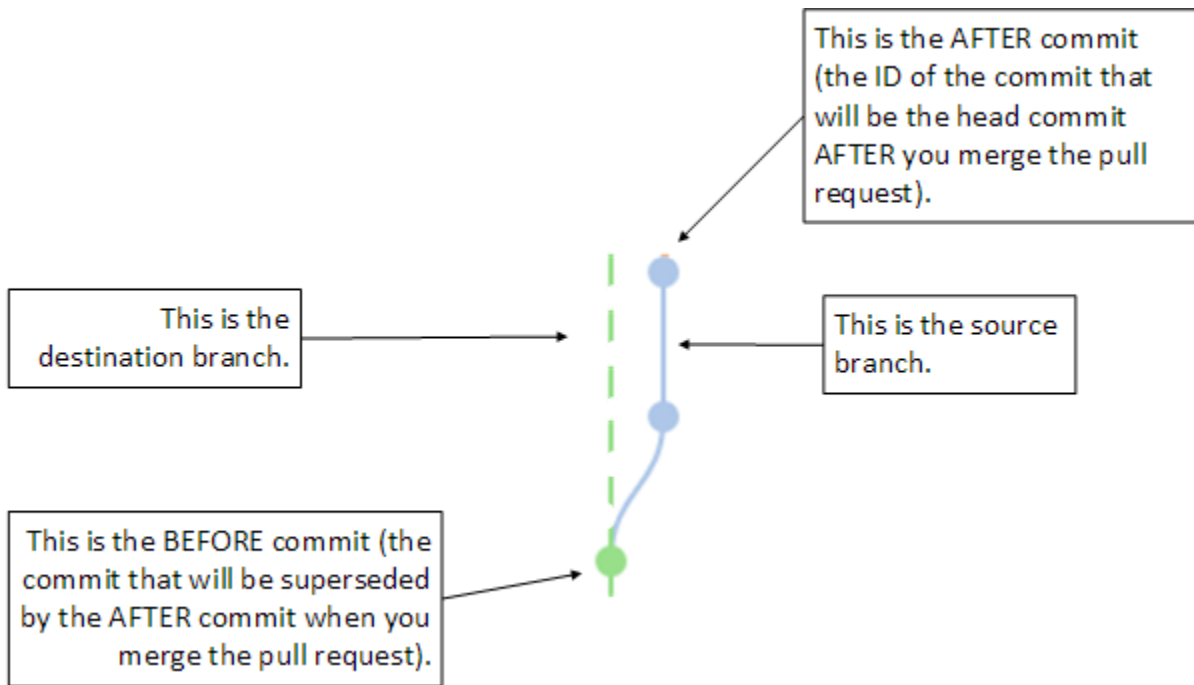 This is the AFTER commit
(the ID of the commit that
will be the head commit
AFTER you merge the pull
request).
This is the
destination branch.
This is the source
branch.
This is the BEFORE commit (the
commit that will be superseded
by the AFTER commit when you
merge the pull request).